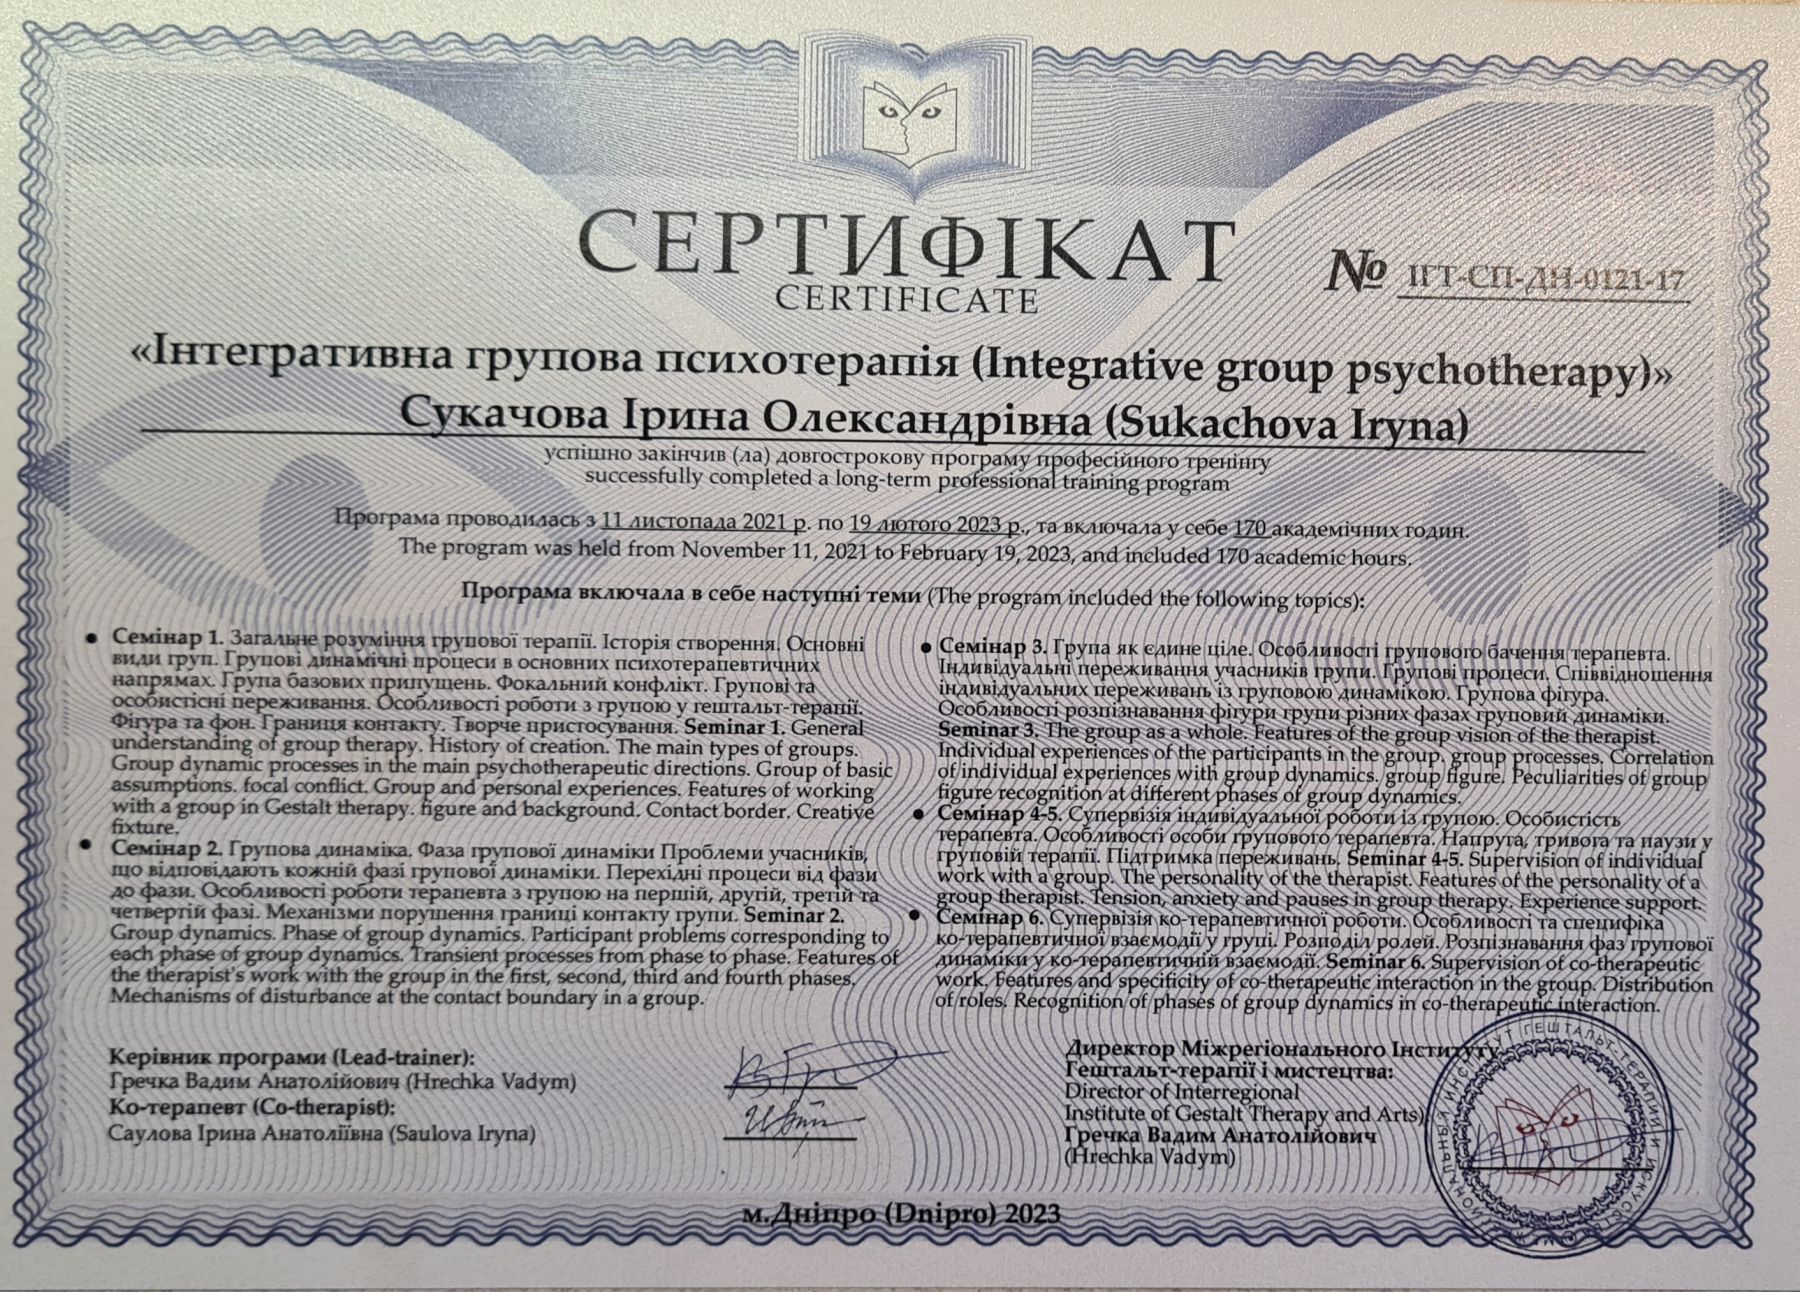 СЕРТИФІКАТ
CERTIFICATE
№ ІГТ-СП-ДН-0121-17
«Інтегративна групова психотерапія (Integrative group psychotherapy)»
Сукачова Ірина Олександрівна (Sukachova Iryna)
успішно закінчив (ла) довгострокову програму професійного тренінгу
successfully completed a long-term professional training program
Програма проводилась з 11 листопада 2021 р. по 19 лютого 2023 р., та включала у себе 170 академічних годин.
The program was held from November 11, 2021 to February 19, 2023, and included 170 academic hours.
Програма включала в себе наступні теми (The program included the following topics):
• Семінар 1. Загальне розуміння групової терапії. Історія створення. Основні
види груп. Групові динамічні процеси в основних психотерапевтичних
напрямах. Група базових припущень. Фокальний конфлікт. Групові та
особистісні переживання. Особливості роботи з групою у гештальт-терапії.
Фігура та фон. Границя контакту. Творче пристосування. Seminar 1. General
understanding of group therapy. History of creation. The main types of groups.
Group dynamic processes in the main psychotherapeutic directions. Group of basic
assumptions. focal conflict. Group and personal experiences. Features of working
with a group in Gestalt therapy. figure and background. Contact border. Creative
fixture.
• Семінар 2. Групова динаміка. Фаза групової динаміки Проблеми учасників,
що відповідають кожній фазі групової динаміки. Перехідні процеси від фази
до фази. Особливості роботи терапевта з групою на першій, другій, третій та
четвертій фазі. Механізми порушення границі контакту групи. Seminar 2.
Group dynamics. Phase of group dynamics. Participant problems corresponding to
each phase of group dynamics. Transient processes from phase to phase. Features of
the therapist's work with the group in the first, second, third and fourth phases.
Mechanisms of disturbance at the contact boundary in a group.
• Семінар 3. Група як єдине ціле. Особливості групового бачення терапевта.
Індивідуальні переживання учасників групи. Групові процеси. Співвідношення
індивідуальних переживань із груповою динамікою. Групова фігура.
Особливості розпізнавання фігури групи різних фазах груповий динаміки.
Seminar 3. The group as a whole. Features of the group vision of the therapist.
Individual experiences of the participants in the group. group processes. Correlation
of individual experiences with group dynamics. group figure. Peculiarities of group
figure recognition at different phases of group dynamics.
• Семінар 4-5. Супервізія індивідуальної роботи із групою. Особистість
терапевта. Особливості особи групового терапевта. Напруга, тривога та паузи у
груповій терапії. Підтримка переживань. Seminar 4-5. Supervision of individual
work with a group. The personality of the therapist. Features of the personality of a
group therapist. Tension, anxiety and pauses in group therapy. Experience support.
• Семінар 6. Супервізія ко-терапевтичної роботи. Особливості та специфіка
ко-терапевтичної взаємодії у групі. Розподіл ролей. Розпізнавання фаз групової
динаміки у ко-терапевтичній взаємодії. Seminar 6. Supervision of co-therapeutic
work. Features and specificity of co-therapeutic interaction in the group. Distribution
of roles. Recognition of phases of group dynamics in co-therapeutic interaction.
Керівник програми (Lead-trainer):
Гречка Вадим Анатолійович (Hrechka Vadym)
Ко-терапевт (Co-therapist):
Саулова Ірина Анатоліївна (Saulova Iryna)
Директор Міжрегіонального Інституту
Гештальт-терапії і мистецтва:
Director of Interregional
Institute of Gestalt Therapy and Arts)
Гречка Вадим Анатолійович
(Hrechka Vadym)
ИНСТИТУТ ГЕШТАЛЬТ-ТЕРАПИИ И
м.Дніпро (Dnipro) 2023